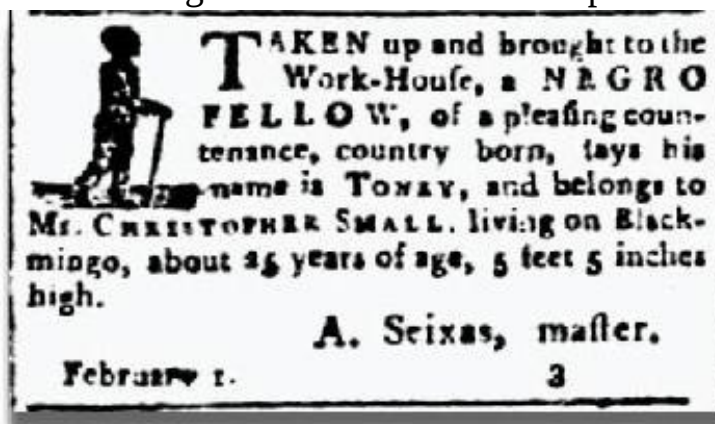 TAKEN up and brought to the
Work-Houſe, a NEGRO
FELLOW, of a pleaſing coun-
tenance, country born, ſays his
name is TONEY, and belongs to
Mr. CHRISTOPHER SMALL, living on Black-
mingo, about 25 years of age, 5 feet 5 inches
high.
A. Seixas, maſter.
February 1. 3